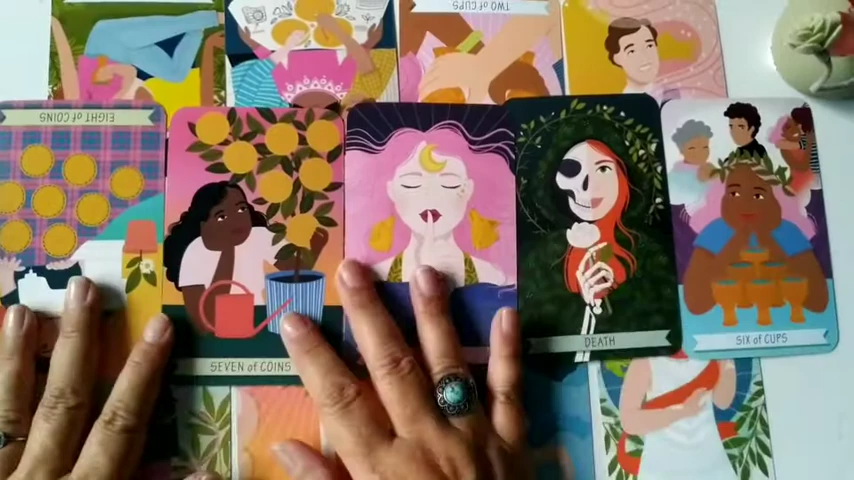 TWO OF CUPS
EIGHT OF COINS
SEVEN OF COINS
DEATH
SIX OF CUPS